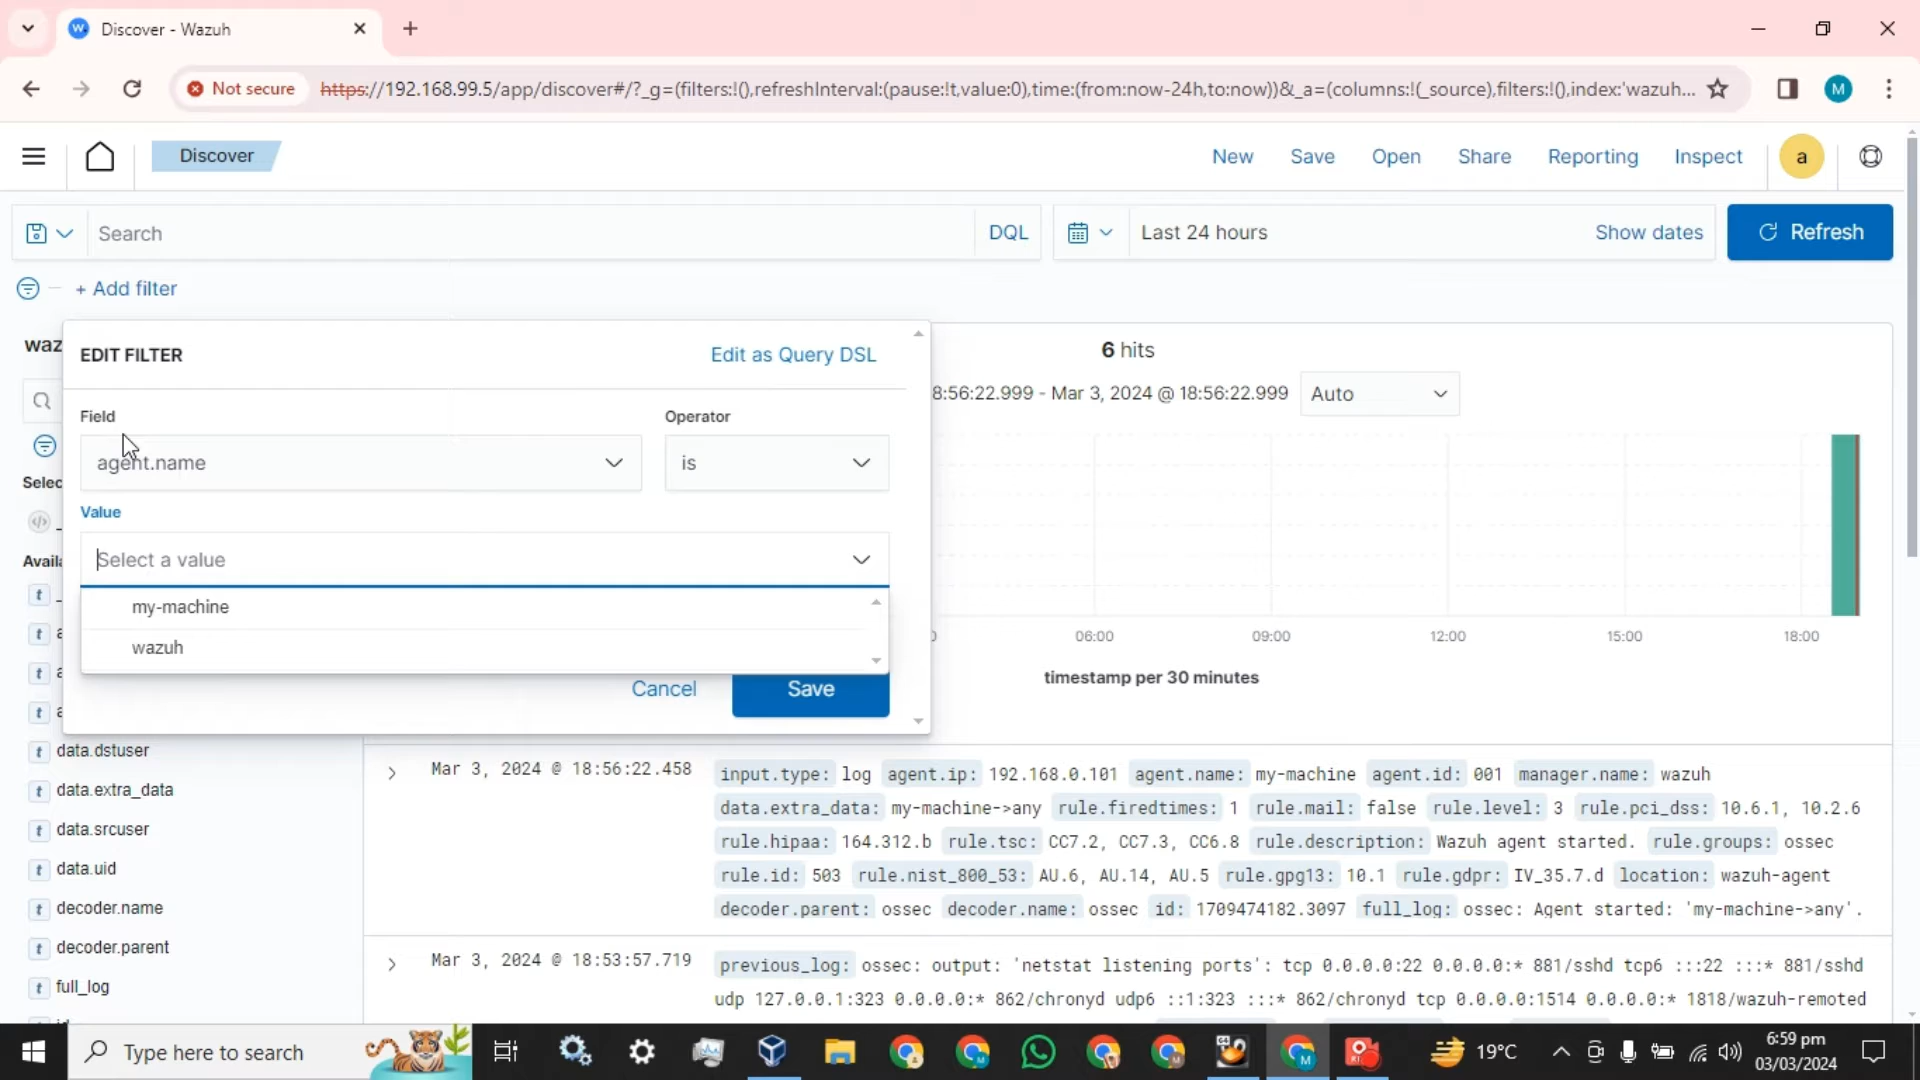 Discover - Wazuh
Not secure
https://192.168.99.5/app/discover#/?_g=(filters:!(),refreshInterval:(pause:!t,value:0),time:(from:now-24h,to:now))&_a=(columns:!(_source),filters:!(),index:'wazuh...
M
Discover
New
Save
Open
Share
Reporting
Inspect
a
Search
DQL
Last 24 hours
Show dates
Refresh
+ Add filter
waz
EDIT FILTER
Edit as Query DSL
6 hits
8:56:22.999 - Mar 3, 2024 @ 18:56:22.999
Auto
Field
Operator
agent.name
is
Selec
Value
Select a value
Availa
my-machine
wazuh
06:00
09:00
12:00
15:00
18:00
timestamp per 30 minutes
Cancel
Save
t data.dstuser
t data.extra_data
t data.srcuser
t data.uid
t decoder.name
t decoder.parent
t full_log
Mar 3, 2024 @ 18:56:22.458
input.type: log agent.ip: 192.168.0.101 agent.name: my-machine agent.id: 001 manager.name: wazuh
data.extra_data: my-machine->any rule.firedtimes: 1 rule.mail: false rule.level: 3 rule.pci_dss: 10.6.1, 10.2.6
rule.hipaa: 164.312.b rule.tsc: CC7.2, CC7.3, CC6.8 rule.description: Wazuh agent started. rule.groups: ossec
rule.id: 503 rule.nist_800_53: AU.6, AU.14, AU.5 rule.gpg13: 10.1 rule.gdpr: IV_35.7.d location: wazuh-agent
decoder.parent: ossec decoder.name: ossec id: 1709474182.3097 full_log: ossec: Agent started: 'my-machine->any'.
Mar 3, 2024 @ 18:53:57.719
previous_log: ossec: output: 'netstat listening ports': tcp 0.0.0.0:22 0.0.0.0:* 881/sshd tcp6 :::22 :::* 881/sshd
udp 127.0.0.1:323 0.0.0.0:* 862/chronyd udp6 ::1:323 :::* 862/chronyd tcp 0.0.0.0:1514 0.0.0.0:* 1818/wazuh-remoted
Type here to search
19°C
6:59 pm
03/03/2024